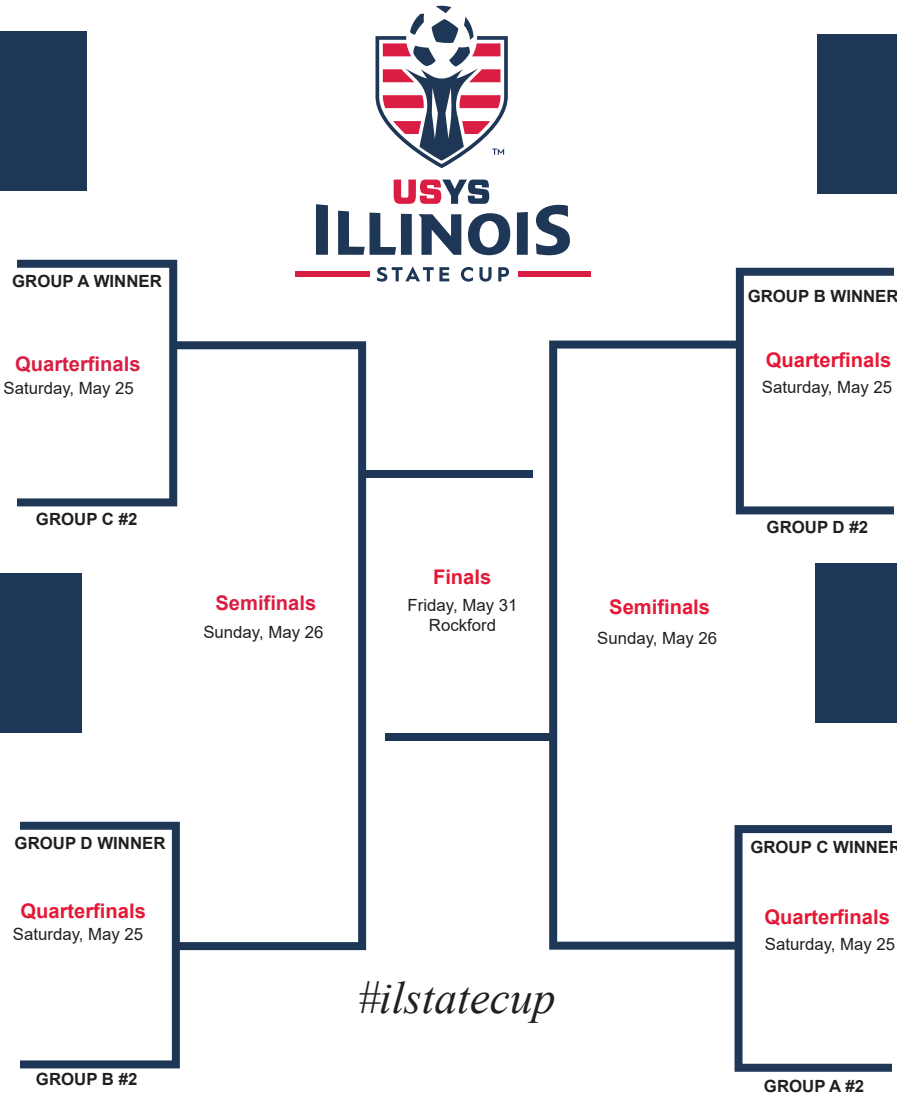 TM
USYS
ILLINOIS
STATE CUP
GROUP A WINNER
Quarterfinals
Saturday, May 25
GROUP C #2
GROUP B WINNER
Quarterfinals
Saturday, May 25
GROUP D #2
Semifinals
Sunday, May 26
Finals
Friday, May 31
Rockford
Semifinals
Sunday, May 26
GROUP D WINNER
Quarterfinals
Saturday, May 25
GROUP B #2
GROUP C WINNER
Quarterfinals
Saturday, May 25
GROUP A #2
#ilstatecup